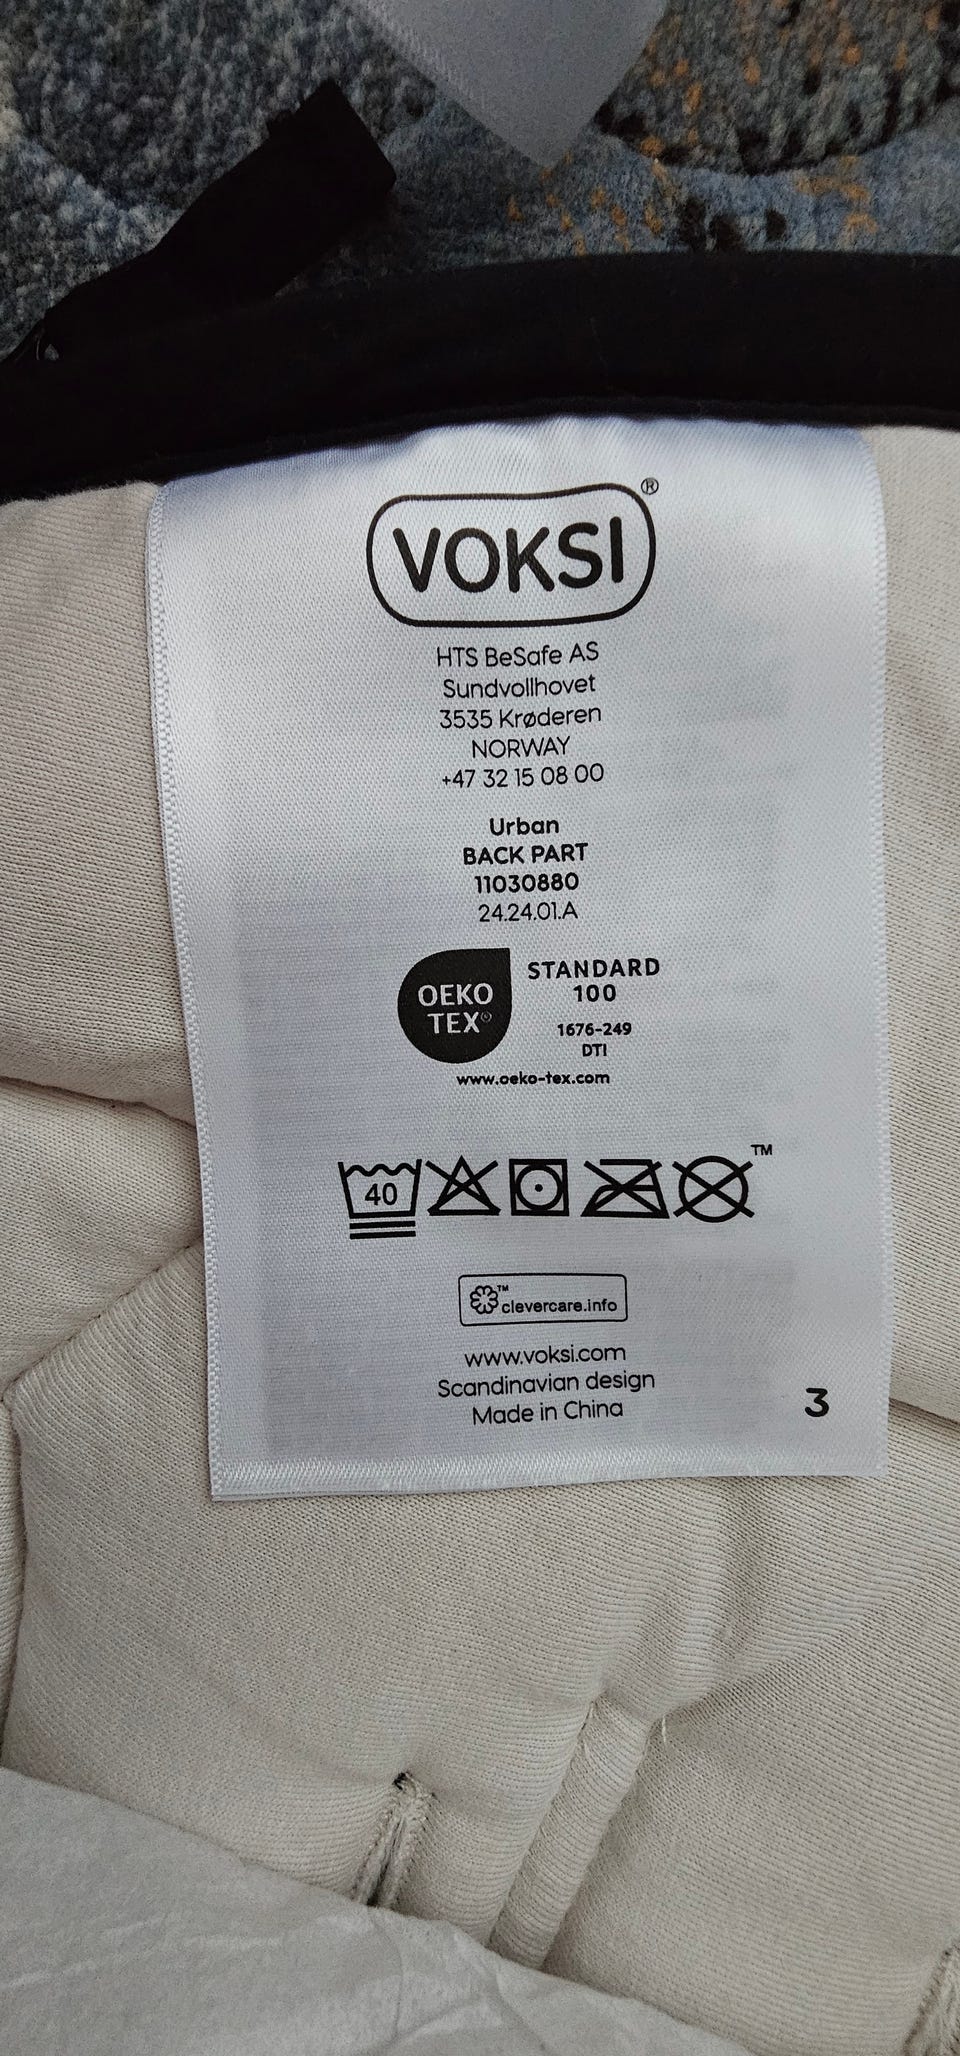 VOKSI®
HTS BeSafe AS
Sundvollhovet
3535 Krøderen
NORWAY
+47 32 15 08 00
Urban
BACK PART
11030880
24.24.01.A
OEKO
TEX®
STANDARD
100
1676-249
DTI
www.oeko-tex.com
40
™
™
clevercare.info
www.voksi.com
Scandinavian design
Made in China
3